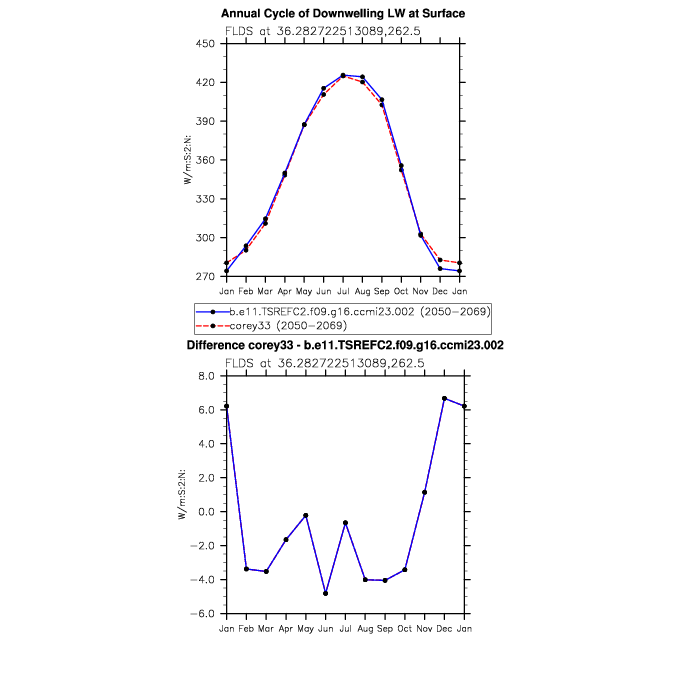 Annual Cycle of Downwelling LW at Surface
FLDS at 36.282722513089,262.5
450
420
390
360
330
300
270
W/m:S:2:N:
Jan Feb Mar Apr May Jun Jul Aug Sep Oct Nov Dec Jan
b.e11.TSREFC2.f09.g16.ccmi23.002 (2050-2069)
corey33 (2050-2069)
Difference corey33 - b.e11.TSREFC2.f09.g16.ccmi23.002
FLDS at 36.282722513089,262.5
8.0
6.0
4.0
2.0
0.0
-2.0
-4.0
-6.0
W/m:S:2:N:
Jan Feb Mar Apr May Jun Jul Aug Sep Oct Nov Dec Jan